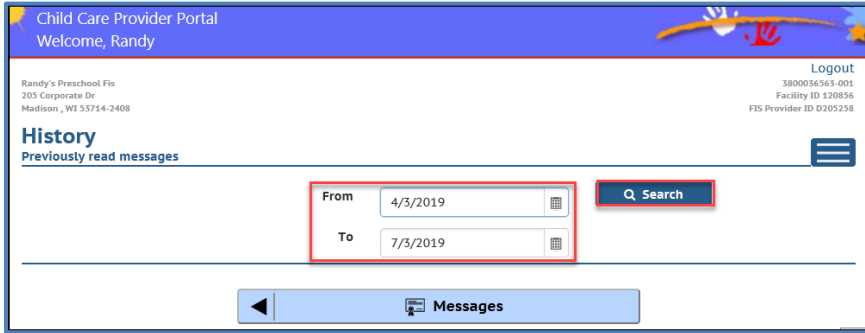 Child Care Provider Portal
Welcome, Randy
Logout
Randy's Preschool Fis
205 Corporate Dr
Madison , WI 53714-2408
3800036563-001
Facility ID 120856
FIS Provider ID D205258
History
Previously read messages
From 4/3/2019
Search
To 7/3/2019
Messages